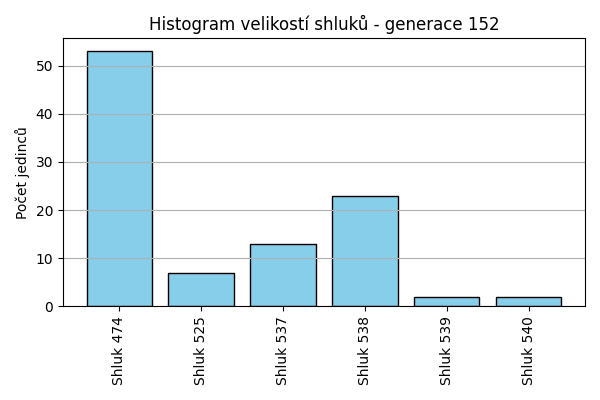 Histogram velikostí shluků - generace 152
Počet jedinců
50
40
30
20
10
0
Shluk 474
Shluk 525
Shluk 537
Shluk 538
Shluk 539
Shluk 540